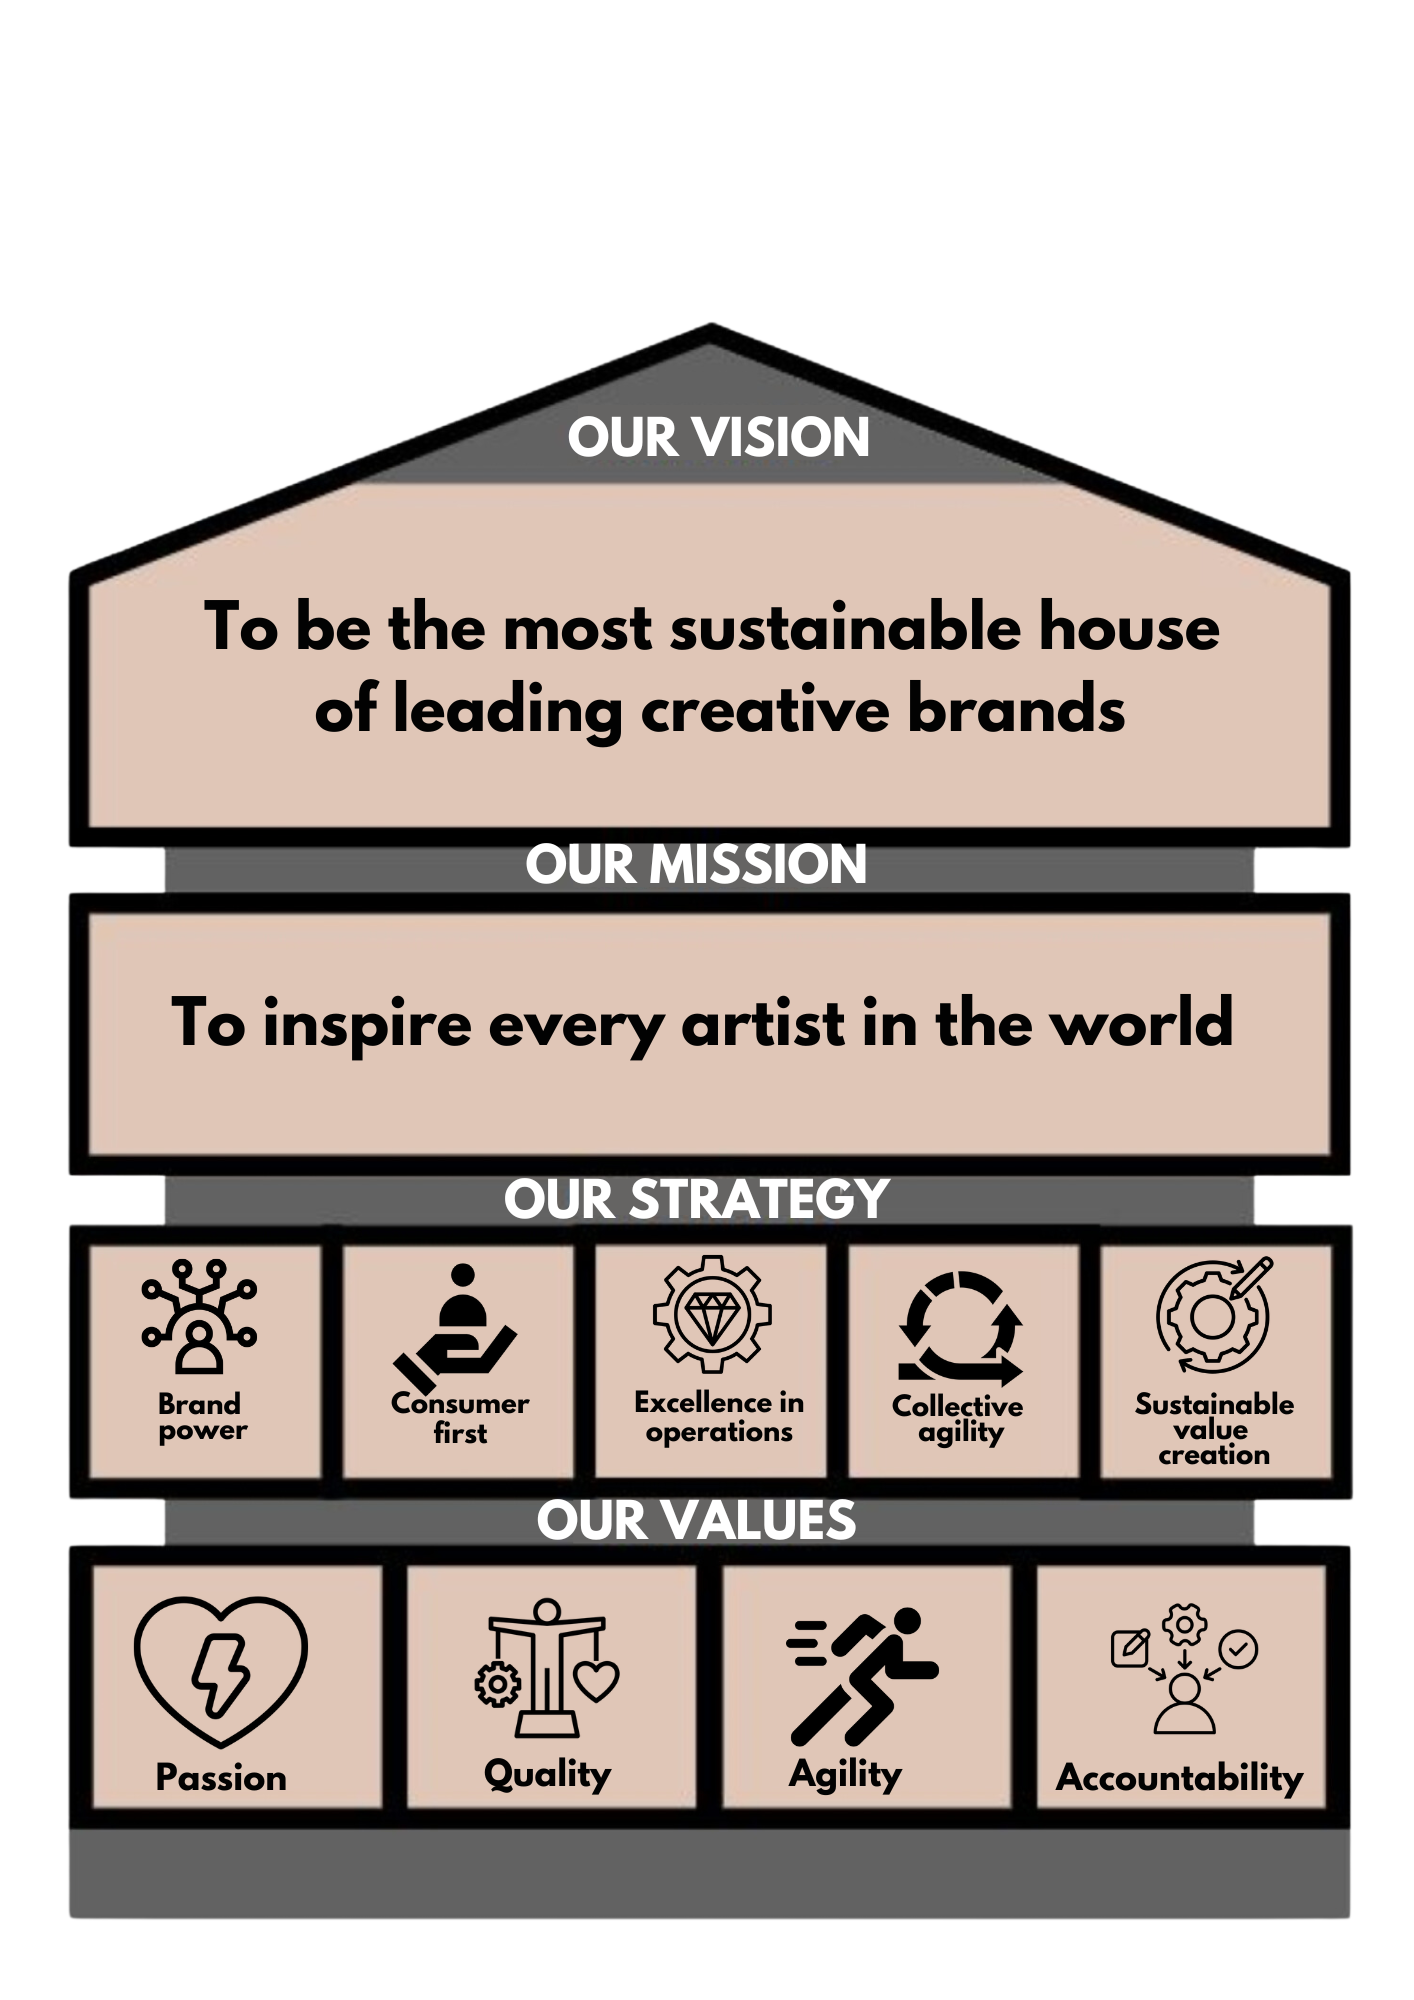 OUR VISION
To be the most sustainable house
of leading creative brands
OUR MISSION
To inspire every artist in the world
OUR STRATEGY
Brand
power
Consumer
first
Excellence in
operations
Collective
agility
Sustainable
value
creation
OUR VALUES
Passion
Quality
Agility
Accountability